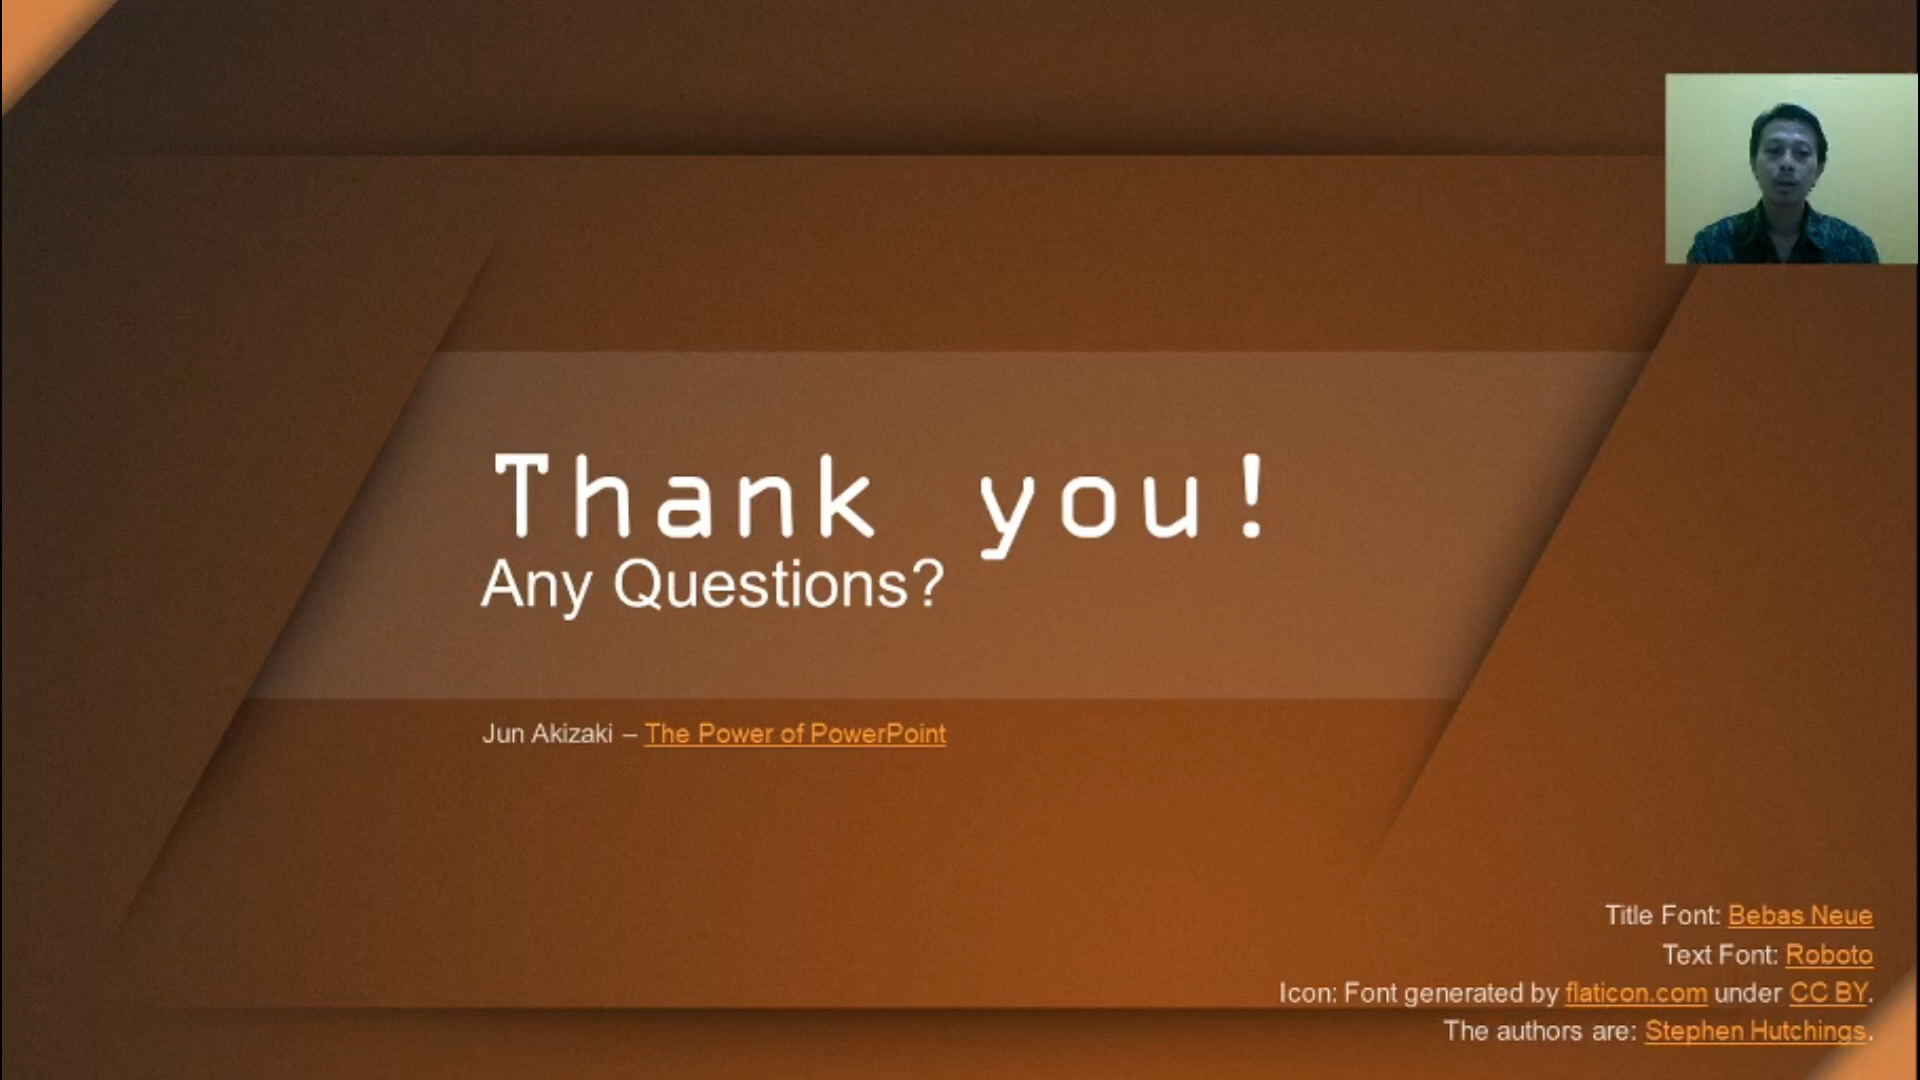 Thank you!
Any Questions?
Jun Akizaki – The Power of PowerPoint
Title Font: Bebas Neue
Text Font: Roboto
Icon: Font generated by flaticon.com under CC BY.
The authors are: Stephen Hutchings.